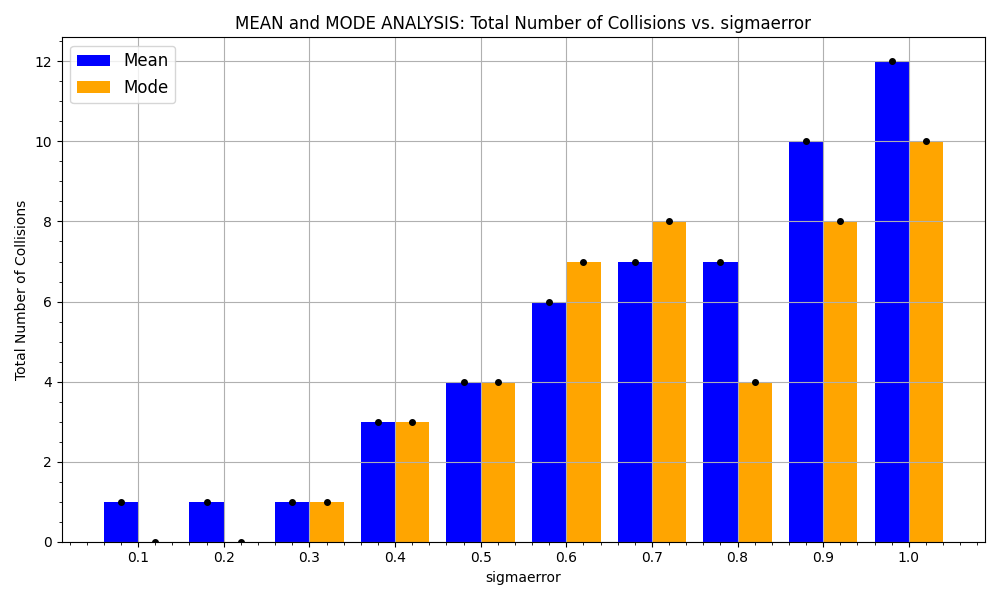 MEAN and MODE ANALYSIS: Total Number of Collisions vs. sigmaerror
Mean
Mode
Total Number of Collisions
12
10
8
6
4
2
0
0.1 0.2 0.3 0.4 0.5 0.6 0.7 0.8 0.9 1.0
sigmaerror